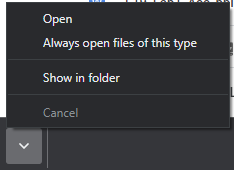 Open
Always open files of this type
Show in folder
Cancel